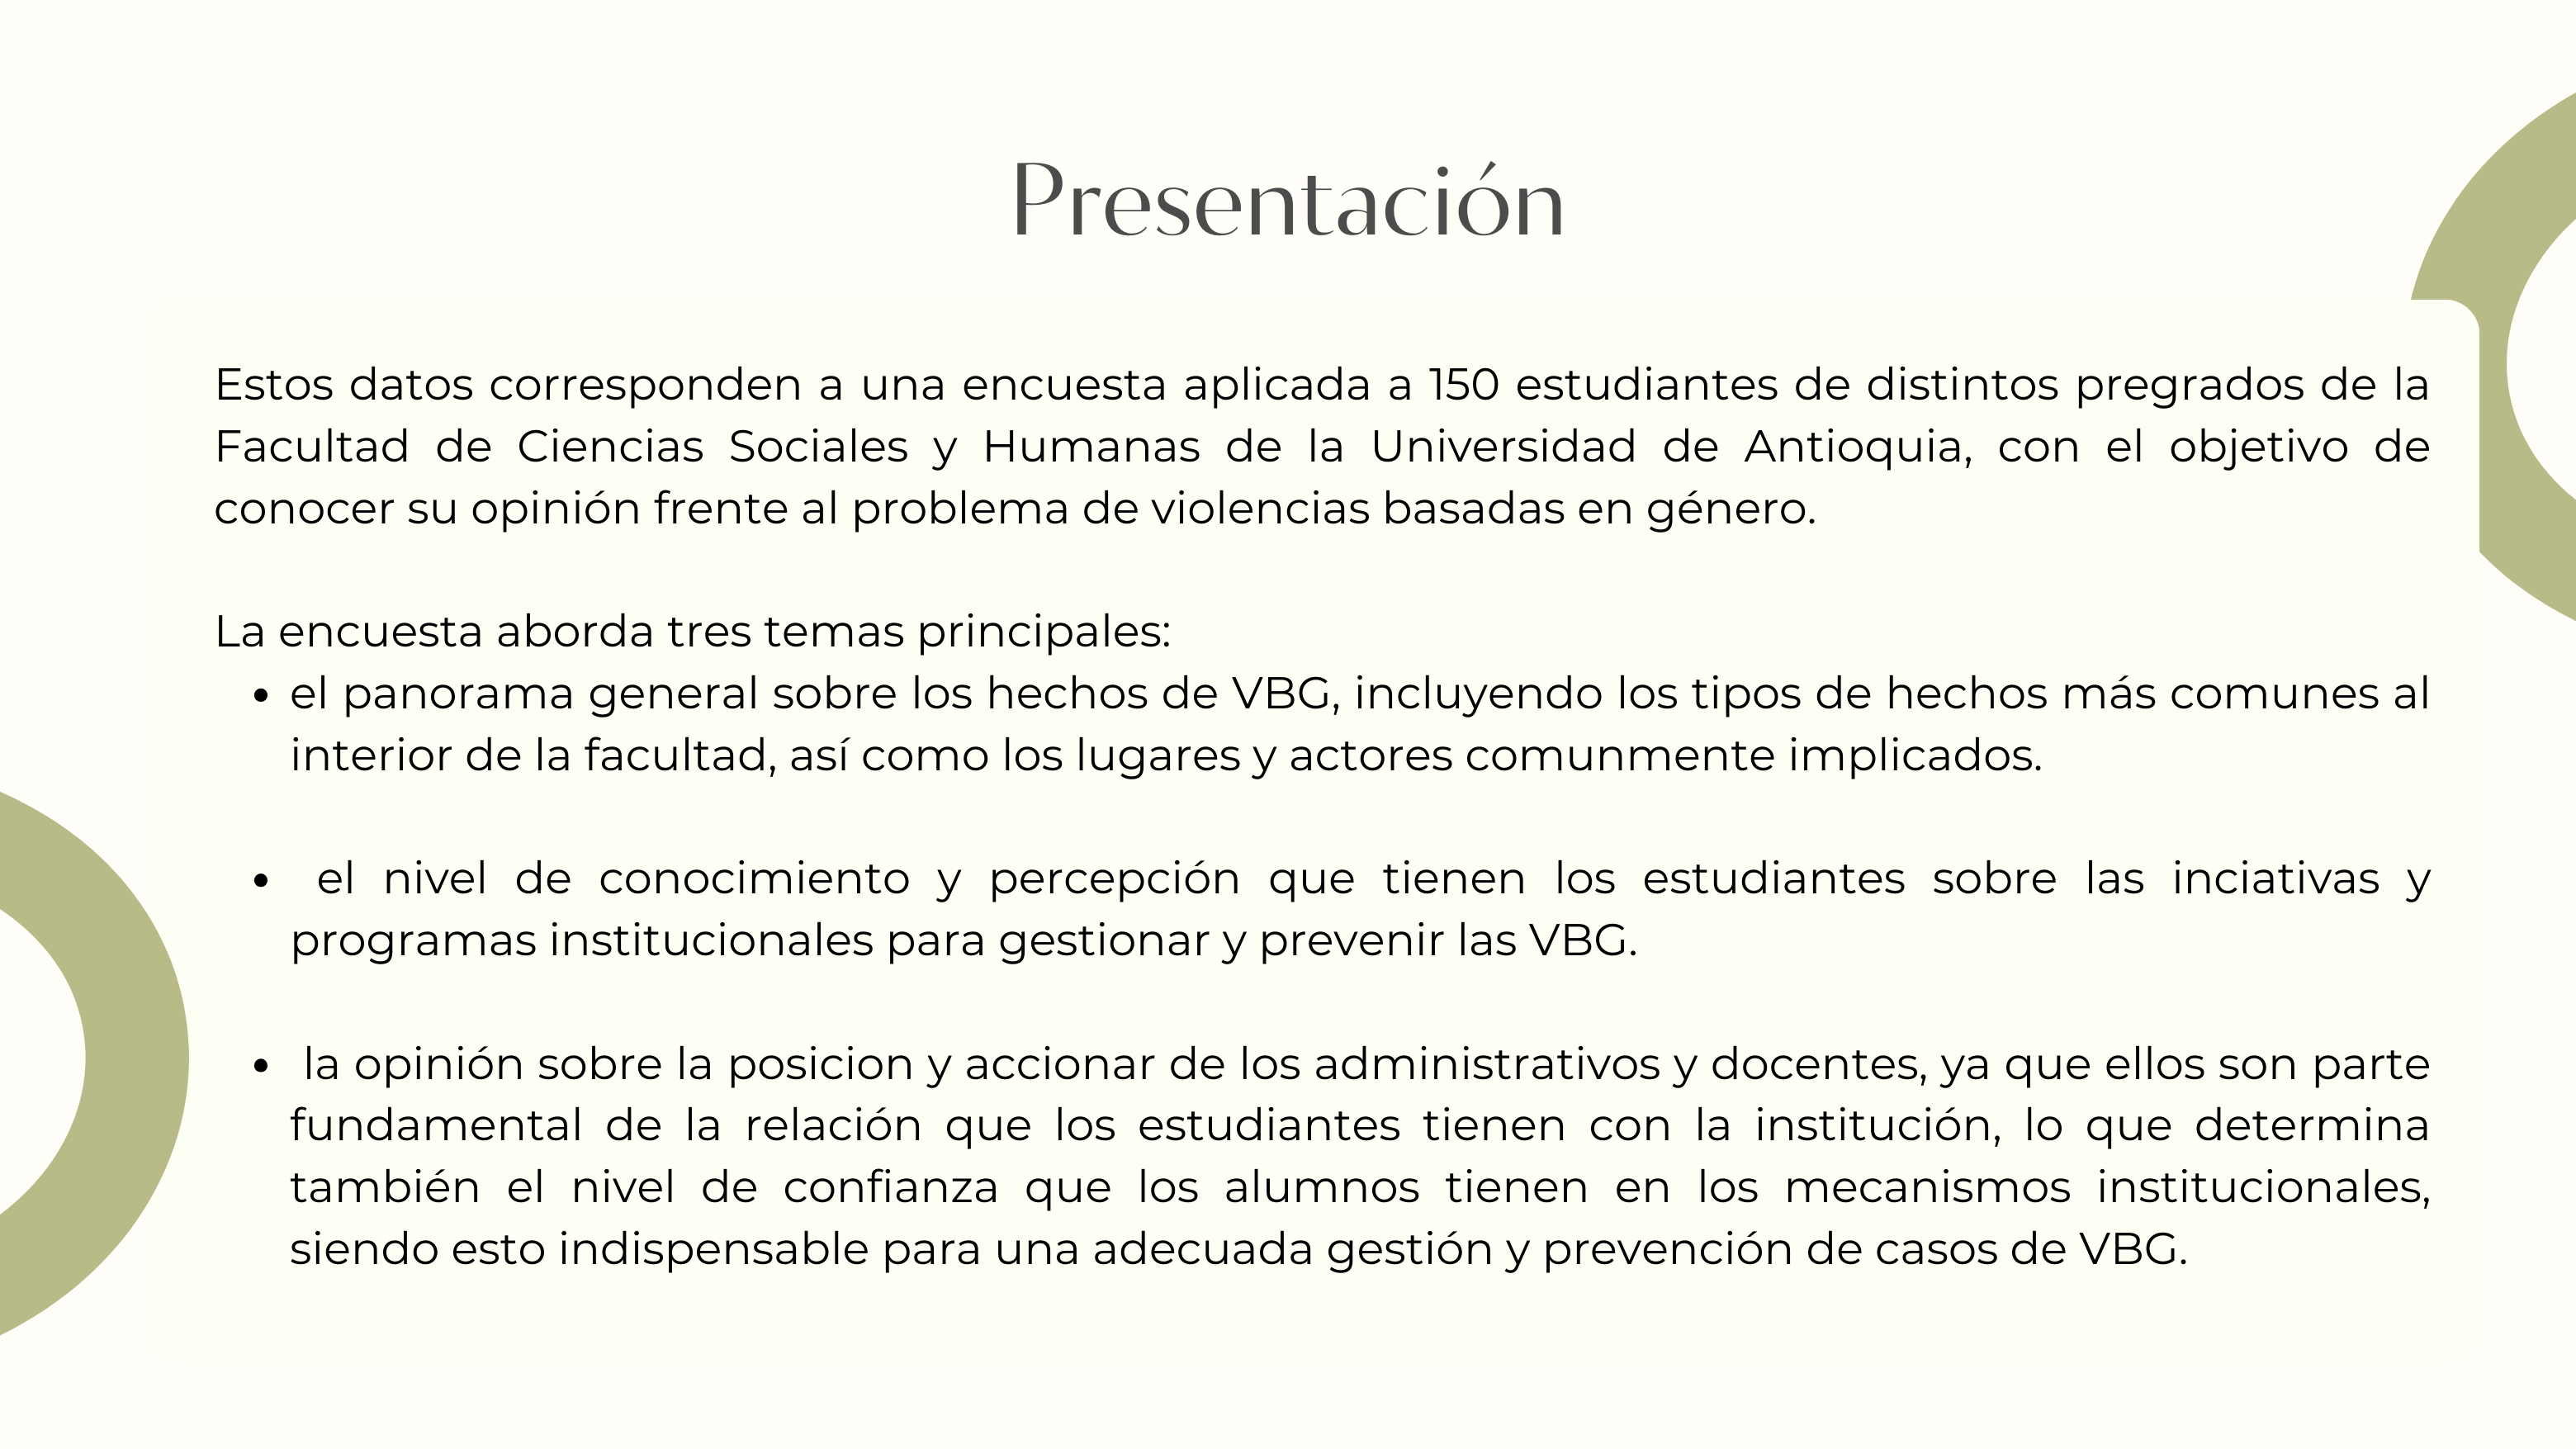 Presentación
Estos datos corresponden a una encuesta aplicada a 150 estudiantes de distintos pregrados de la
Facultad de Ciencias Sociales y Humanas de la Universidad de Antioquia, con el objetivo de
conocer su opinión frente al problema de violencias basadas en género.
La encuesta aborda tres temas principales:
• el panorama general sobre los hechos de VBG, incluyendo los tipos de hechos más comunes al
interior de la facultad, así como los lugares y actores comunmente implicados.
• el nivel de conocimiento y percepción que tienen los estudiantes sobre las inciativas y
programas institucionales para gestionar y prevenir las VBG.
• la opinión sobre la posicion y accionar de los administrativos y docentes, ya que ellos son parte
fundamental de la relación que los estudiantes tienen con la institución, lo que determina
también el nivel de confianza que los alumnos tienen en los mecanismos institucionales,
siendo esto indispensable para una adecuada gestión y prevención de casos de VBG.